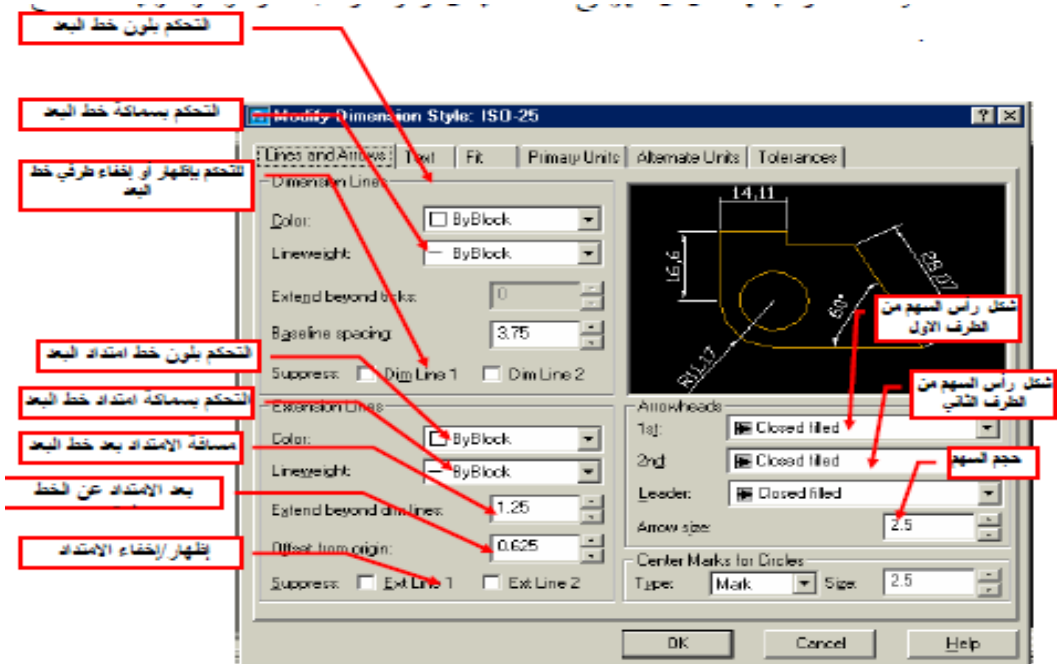 التحكم بلون خط البعد
التحكم بسماكة خط البعد
للتحكم بإظهار أو إخفاء طرفي خط
البعد
التحكم بلون خط امتداد البعد
التحكم بسماكة امتداد خط البعد
مسافة الامتداد بعد خط البعد
بعد الامتداد عن الخط
إظهار/إخفاء الامتداد
Modify Dimension Style: ISO-25
Lines and Arrows
Text
Fit
Primary Units
Alternate Units
Tolerances
Dimension Lines
Color:
ByBlock
Lineweight:
ByBlock
Extend beyond ticks:
0
Baseline spacing:
3.75
Suppress:
Dim Line 1
Dim Line 2
Extension Lines
Color:
ByBlock
Lineweight:
ByBlock
Extend beyond dim lines:
1.25
Offset from origin:
0.625
Suppress:
Ext Line 1
Ext Line 2
14,11
16,6
28,07
60°
R11,17
شكل رأس السهم من
الطرف الاول
شكل رأس السهم من
الطرف الثاني
حجم السهم
Arrowheads
1st:
Closed filled
2nd:
Closed filled
Leader:
Closed filled
Arrow size:
2.5
Center Marks for Circles
Type:
Mark
Size:
2.5
OK
Cancel
Help